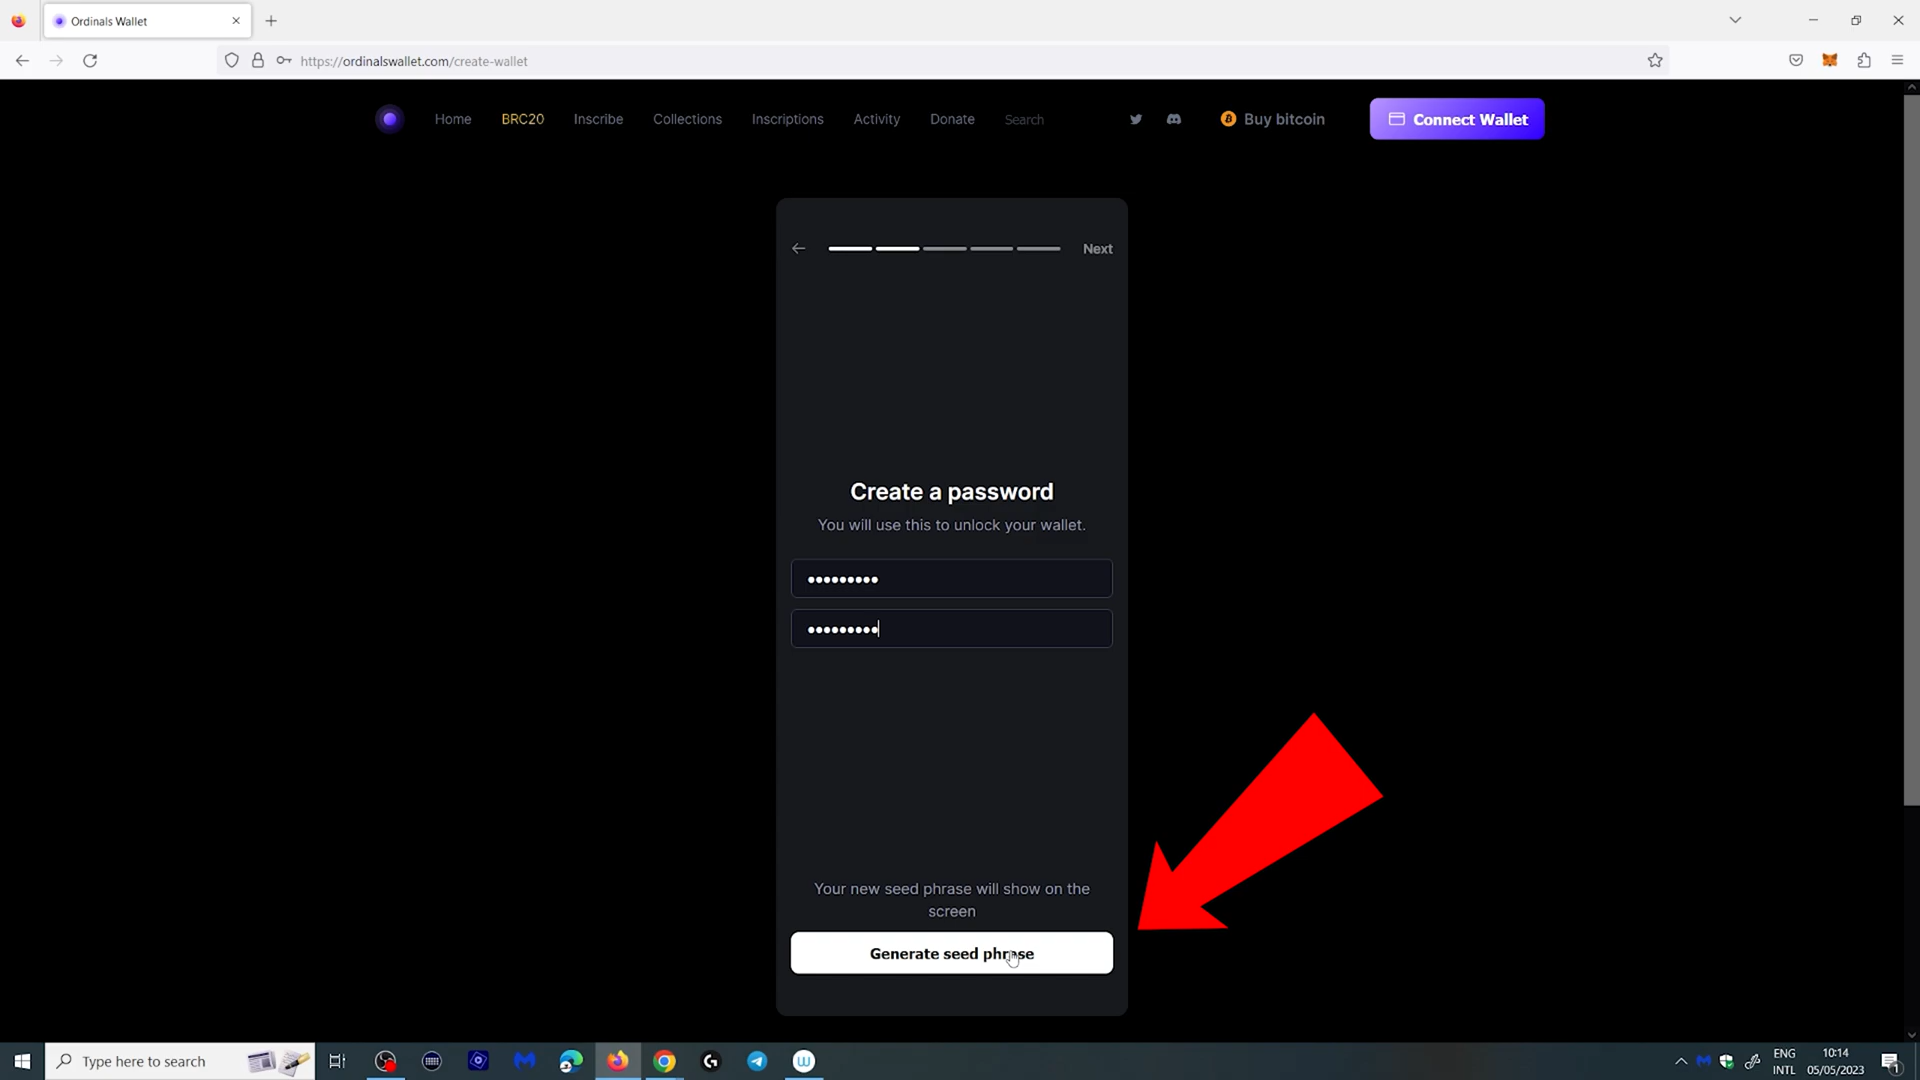 Ordinals Wallet
https://ordinalswallet.com/create-wallet
Home
BRC20
Inscribe
Collections
Inscriptions
Activity
Donate
Search
Buy bitcoin
Connect Wallet
Next
Create a password
You will use this to unlock your wallet.
•••••••••
•••••••••
Your new seed phrase will show on the
screen
Generate seed phrase
Type here to search
ENG
INTL
10:14
05/05/2023
1